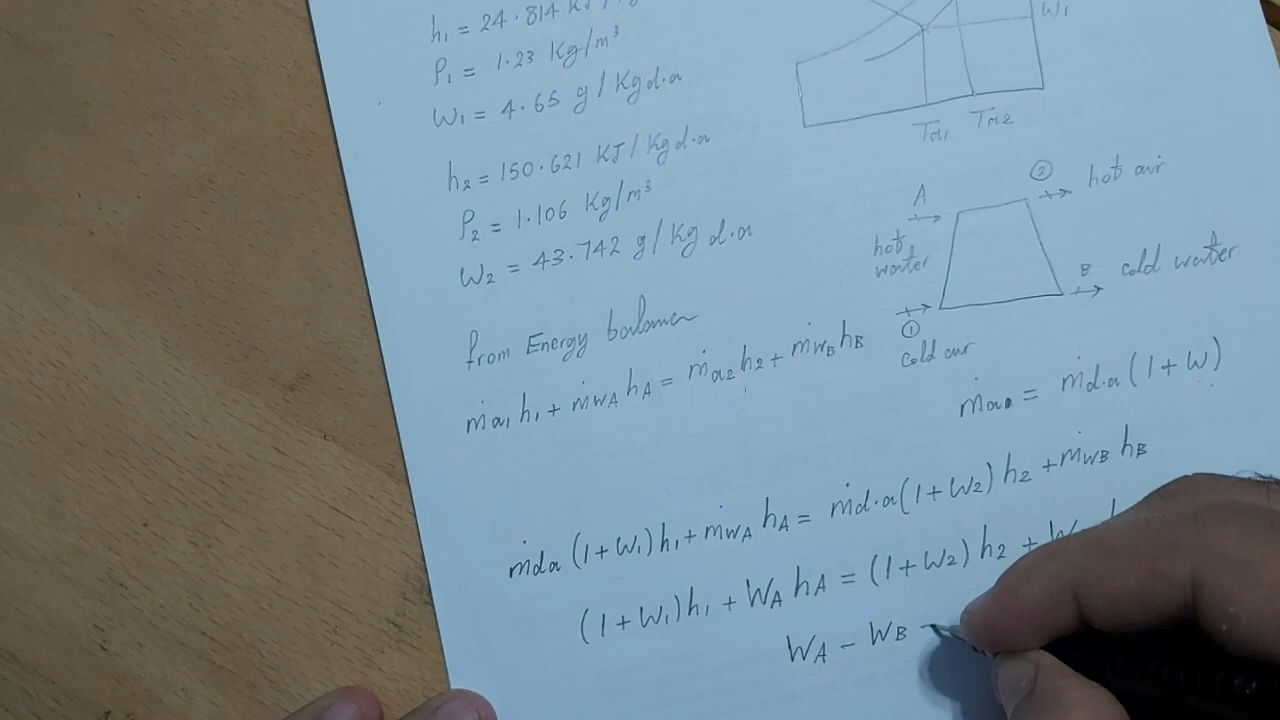 h₁ = 24.814 KJ/
ρ₁ = 1.23 Kg/m³
W₁ = 4.65 g/Kg d.a
h₂ = 150.621 KJ/Kg d.a
ρ₂ = 1.106 Kg/m³
W₂ = 43.742 g/Kg d.a
W₁
Ta₁ Ta₂
A
② hot air
hot water
B cold water
①
cold air
from Energy balance
ṁa₁ h₁ + ṁw_A h_A = ṁa₂ h₂ + ṁw_B h_B
ṁa = ṁd.a (1 + W)
ṁda (1 + W₁) h₁ + ṁw_A h_A = ṁd.a (1 + W₂) h₂ + ṁw_B h_B
(1 + W₁) h₁ + W_A h_A = (1 + W₂) h₂ + W
W_A − W_B